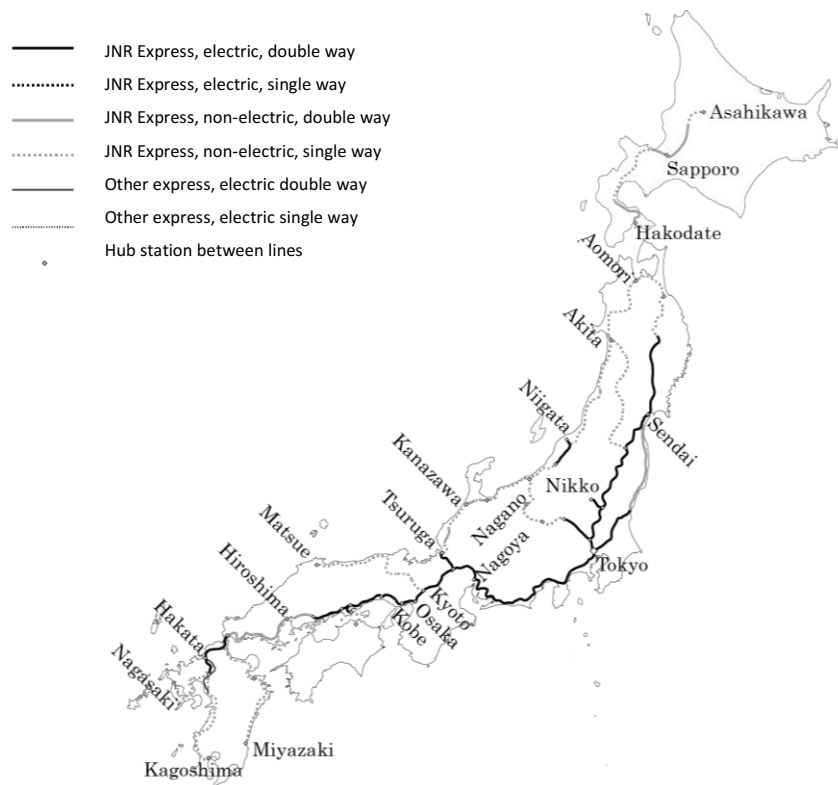 JNR Express, electric, double way
JNR Express, electric, single way
JNR Express, non-electric, double way
JNR Express, non-electric, single way
Other express, electric double way
Other express, electric single way
Hub station between lines
Asahikawa
Sapporo
Hakodate
Aomori
Akita
Niigata
Sendai
Kanazawa
Nikko
Nagano
Tsuruga
Matsue
Nagoya
Tokyo
Hiroshima
Kyoto
Osaka
Kobe
Hakata
Nagasaki
Miyazaki
Kagoshima